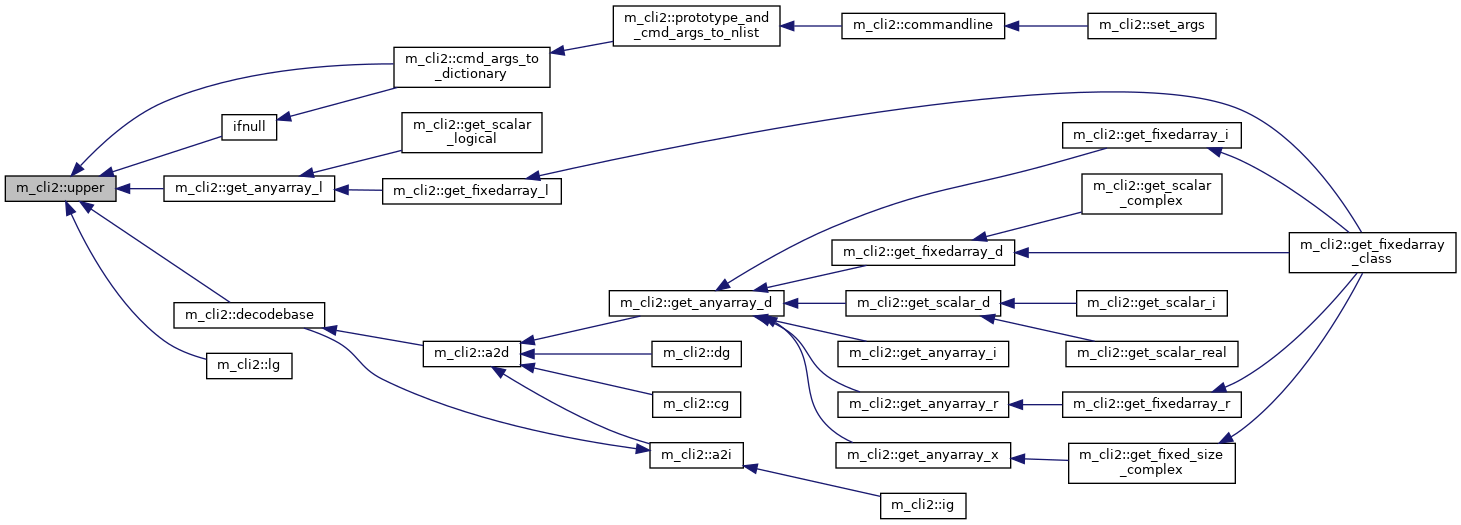 m_cli2::prototype_and
_cmd_args_to_nlist
m_cli2::commandline
m_cli2::set_args
m_cli2::cmd_args_to
_dictionary
ifnull
m_cli2::get_scalar
_logical
m_cli2::get_fixedarray_i
m_cli2::upper
m_cli2::get_anyarray_l
m_cli2::get_fixedarray_l
m_cli2::get_scalar
_complex
m_cli2::get_fixedarray_d
m_cli2::get_fixedarray
_class
m_cli2::get_anyarray_d
m_cli2::get_scalar_d
m_cli2::get_scalar_i
m_cli2::decodebase
m_cli2::a2d
m_cli2::dg
m_cli2::get_anyarray_i
m_cli2::get_scalar_real
m_cli2::lg
m_cli2::cg
m_cli2::get_anyarray_r
m_cli2::get_fixedarray_r
m_cli2::a2i
m_cli2::get_anyarray_x
m_cli2::get_fixed_size
_complex
m_cli2::ig